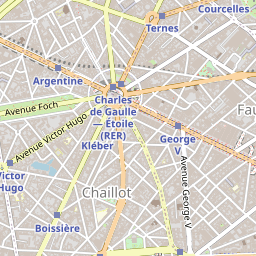 Courcelles
Ternes
Argentine
Avenue Foch
Charles
de Gaulle
— Étoile
(RER)
Fau
Avenue Victor Hugo
George
V
Kléber
Victor
Hugo
Chaillot
Avenue George V
Boissière